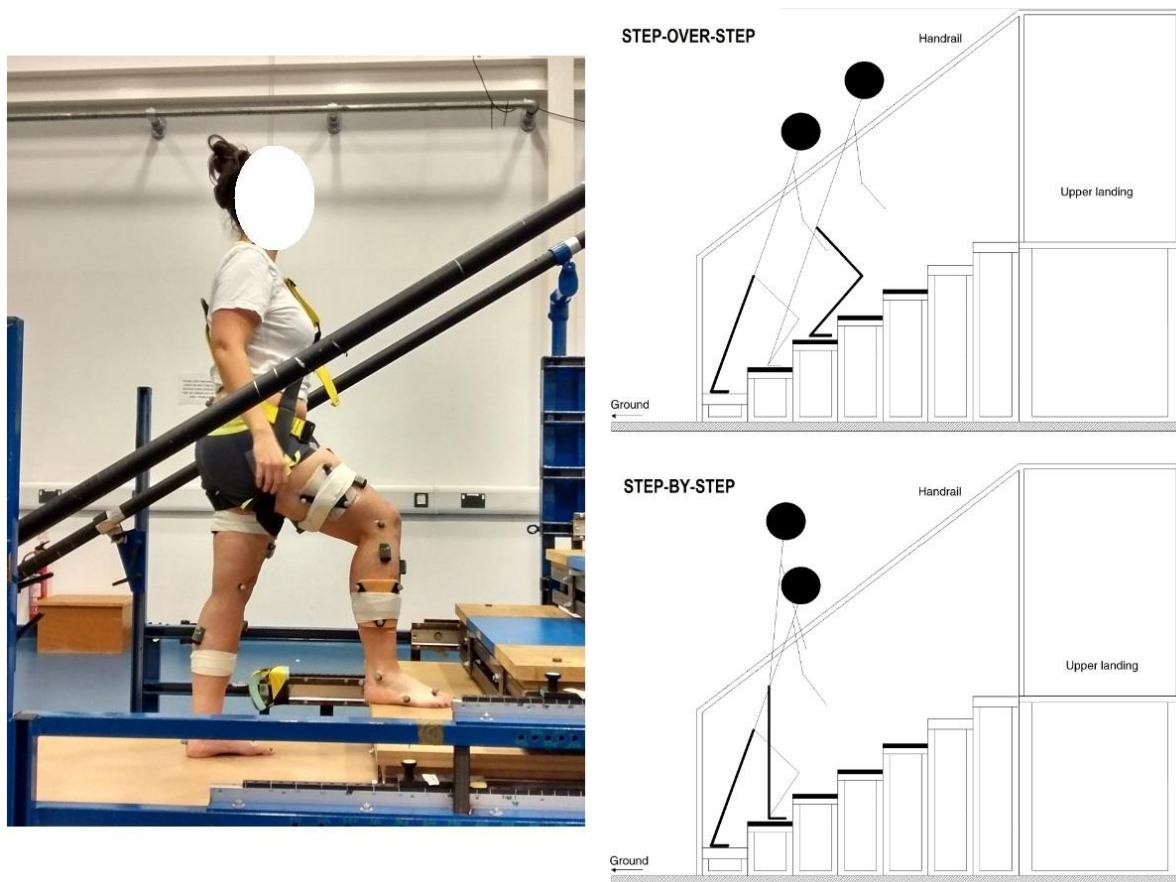 STEP-OVER-STEP
Handrail
Upper landing
Ground
STEP-BY-STEP
Handrail
Upper landing
Ground